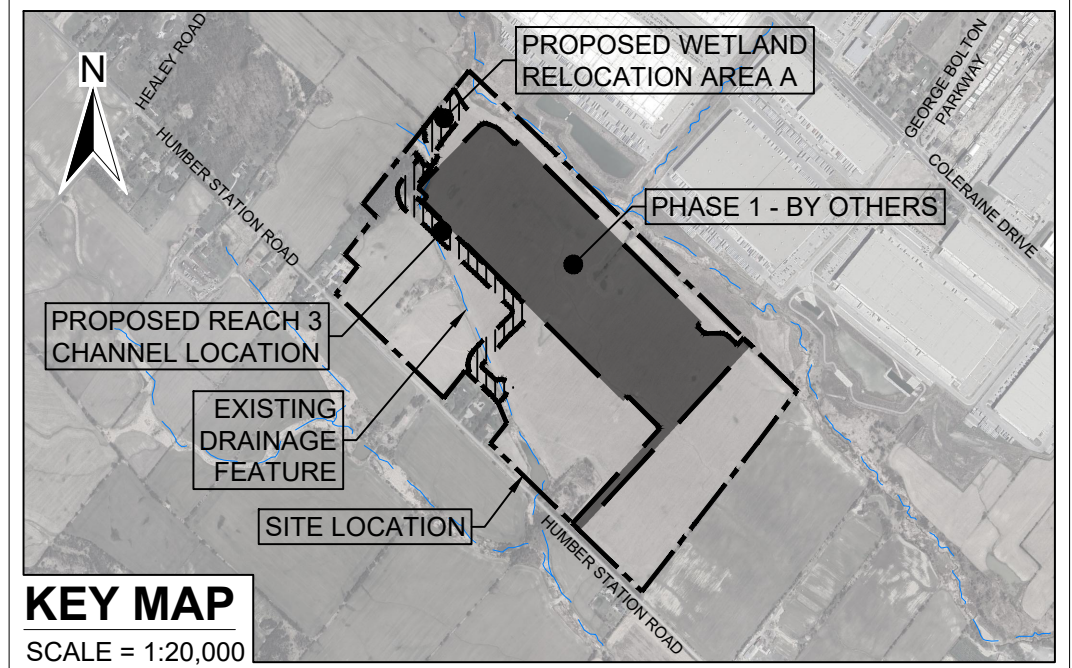 N
HEALEY ROAD
HUMBER STATION ROAD
PROPOSED WETLAND
RELOCATION AREA A
GEORGE BOLTON
PARKWAY
COLERAINE DRIVE
PHASE 1 - BY OTHERS
PROPOSED REACH 3
CHANNEL LOCATION
EXISTING
DRAINAGE
FEATURE
SITE LOCATION
HUMBER STATION ROAD
KEY MAP
SCALE = 1:20,000